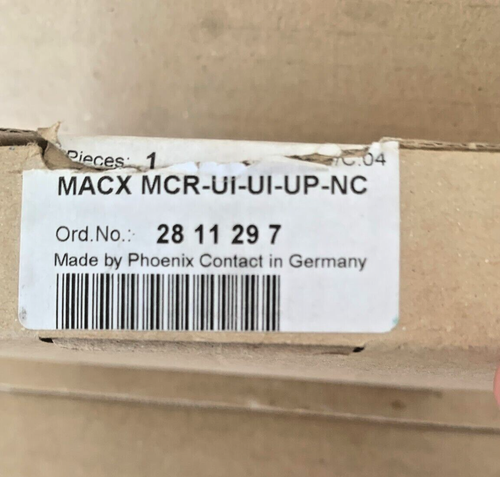 Pieces: 1 /C.04
MACX MCR-UI-UI-UP-NC
Ord.No.: 28 11 29 7
Made by Phoenix Contact in Germany